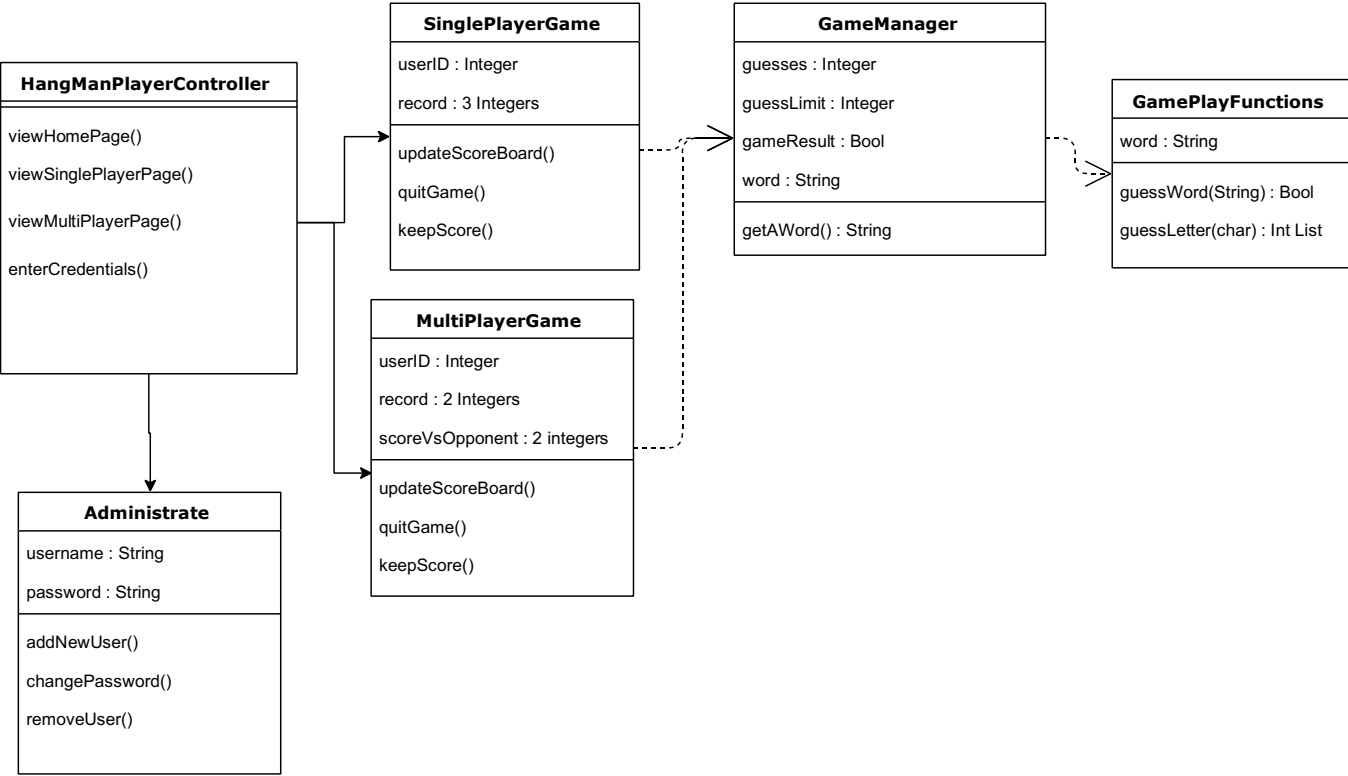 HangManPlayerController
viewHomePage()
viewSinglePlayerPage()
viewMultiPlayerPage()
enterCredentials()
SinglePlayerGame
userID : Integer
record : 3 Integers
updateScoreBoard()
quitGame()
keepScore()
GameManager
guesses : Integer
guessLimit : Integer
gameResult : Bool
word : String
getAWord() : String
GamePlayFunctions
word : String
guessWord(String) : Bool
guessLetter(char) : Int List
MultiPlayerGame
userID : Integer
record : 2 Integers
scoreVsOpponent : 2 integers
updateScoreBoard()
quitGame()
keepScore()
Administrate
username : String
password : String
addNewUser()
changePassword()
removeUser()